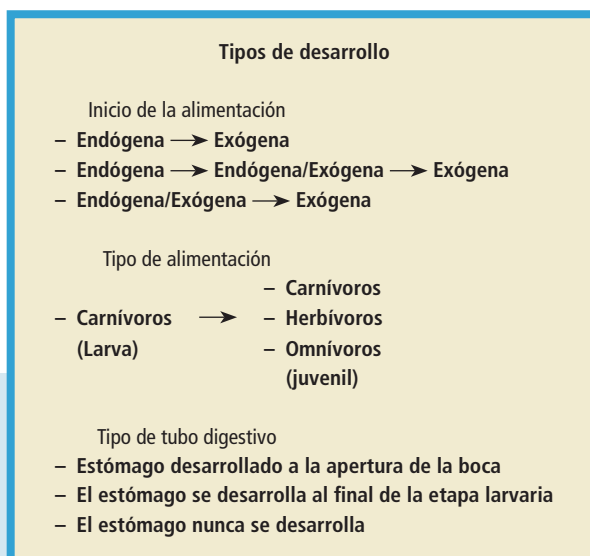 Tipos de desarrollo
Inicio de la alimentación
– Endógena → Exógena
– Endógena → Endógena/Exógena → Exógena
– Endógena/Exógena → Exógena
Tipo de alimentación
– Carnívoros
– Carnívoros → – Herbívoros
(Larva) – Omnívoros
(juvenil)
Tipo de tubo digestivo
– Estómago desarrollado a la apertura de la boca
– El estómago se desarrolla al final de la etapa larvaria
– El estómago nunca se desarrolla